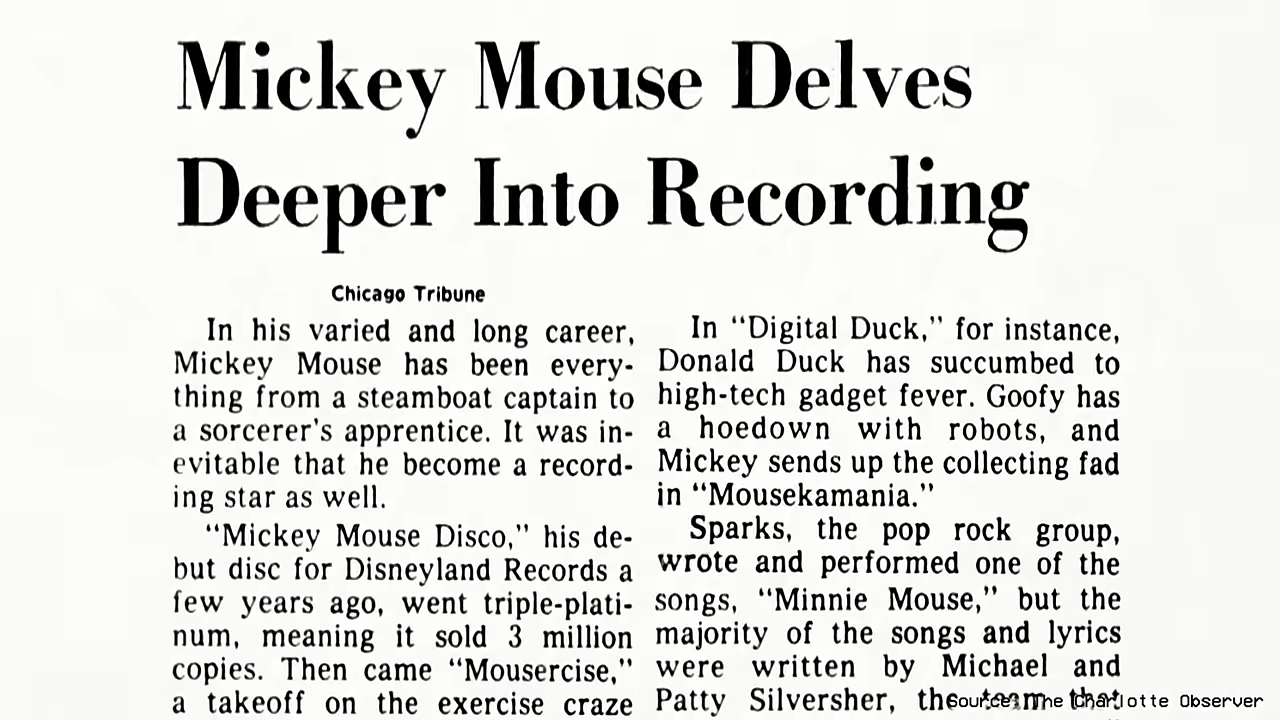 Mickey Mouse Delves
Deeper Into Recording
Chicago Tribune
In his varied and long career,
Mickey Mouse has been every-
thing from a steamboat captain to
a sorcerer's apprentice. It was in-
evitable that he become a record-
ing star as well.
"Mickey Mouse Disco," his de-
but disc for Disneyland Records a
few years ago, went triple-plati-
num, meaning it sold 3 million
copies. Then came "Mousercise,"
a takeoff on the exercise craze
In "Digital Duck," for instance,
Donald Duck has succumbed to
high-tech gadget fever. Goofy has
a hoedown with robots, and
Mickey sends up the collecting fad
in "Mousekamania."
Sparks, the pop rock group,
wrote and performed one of the
songs, "Minnie Mouse," but the
majority of the songs and lyrics
were written by Michael and
Patty Silversher, the team that
Source: The Charlotte Observer